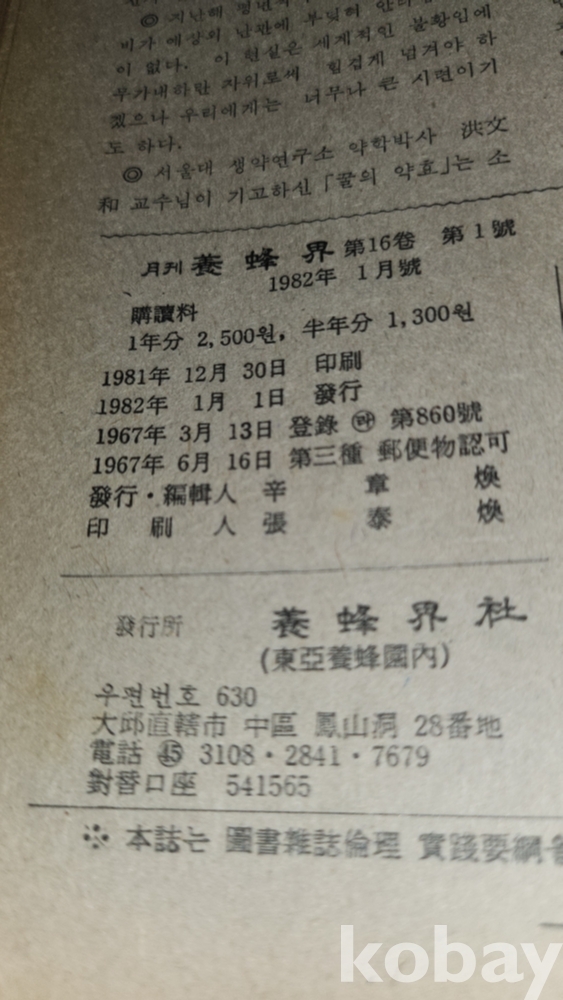 ◎ 지난해
비가 예상외 난관에 부딪혀
이 없다. 이 현실은 세계적인 불황임에
무가내하란 자위로써 힘겹게 넘겨야 하
겠으나 우리에게는 너무나 큰 시련이기
도 하다.
◎ 서울대 생약연구소 약학박사 洪文
和 교수님이 기고하신 「꿀의 약효」는 소
月刊 養蜂界 第16卷 第1號
1982年 1月號
購讀料
1年分 2,500원, 半年分 1,300원
1981年 12月 30日 印刷
1982年 1月 1日 發行
1967年 3月 13日 登錄 ㉱ 第860號
1967年 6月 16日 第三種 郵便物認可
發行·編輯人 辛章煥
印刷人 張泰煥
發行所 養蜂界社
(東亞養蜂園內)
우편번호 630
大邱直轄市 中區 鳳山洞 28番地
電話 ㊺ 3108·2841·7679
對替口座 541565
※ 本誌는 圖書雜誌倫理 實踐要綱을
kobay